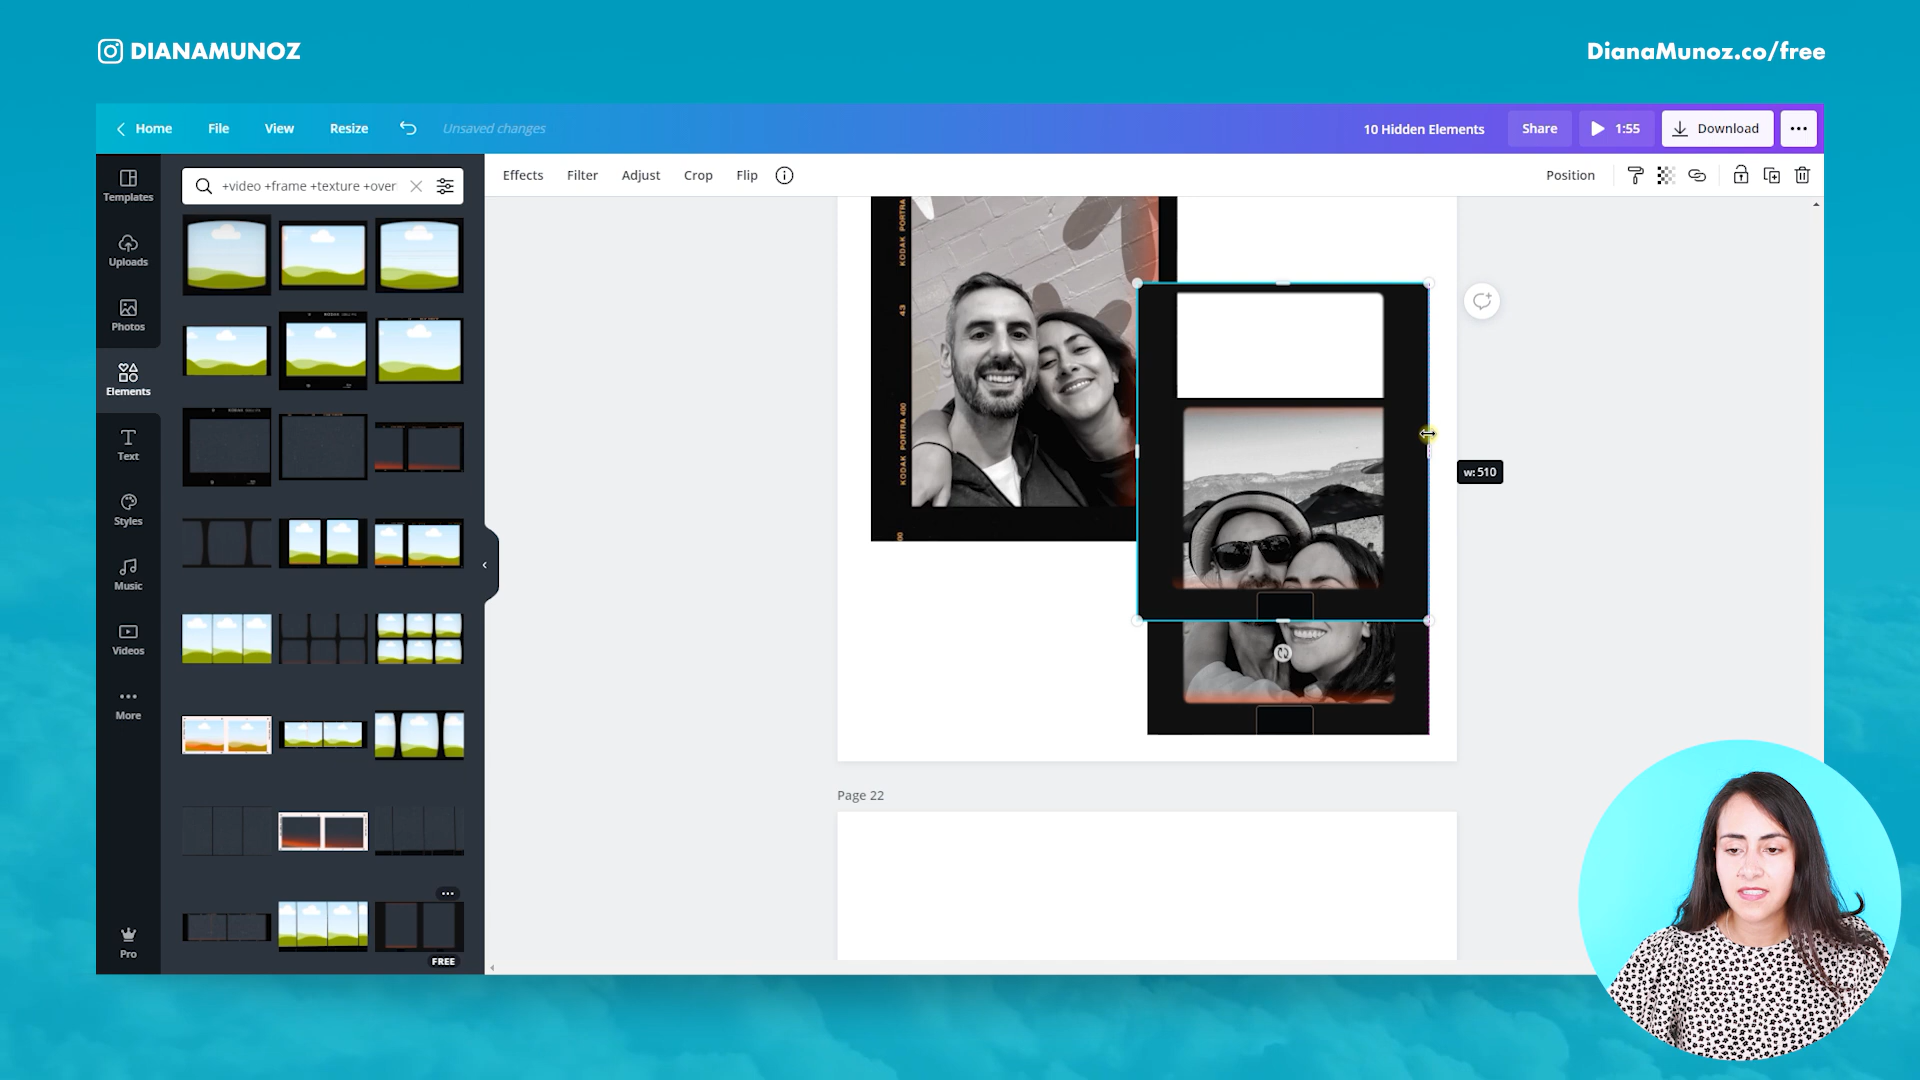 DIANAMUNOZ
DianaMunoz.co/free
Home File View Resize Unsaved changes 10 Hidden Elements Share 1:55 Download
Effects Filter Adjust Crop Flip Position
+video +frame +texture +over
Templates
Uploads
Photos
Elements
Text
Styles
Music
Videos
More
Pro
FREE
KODAK PORTRA
43
KODAK PORTRA 400
w: 510
Page 22